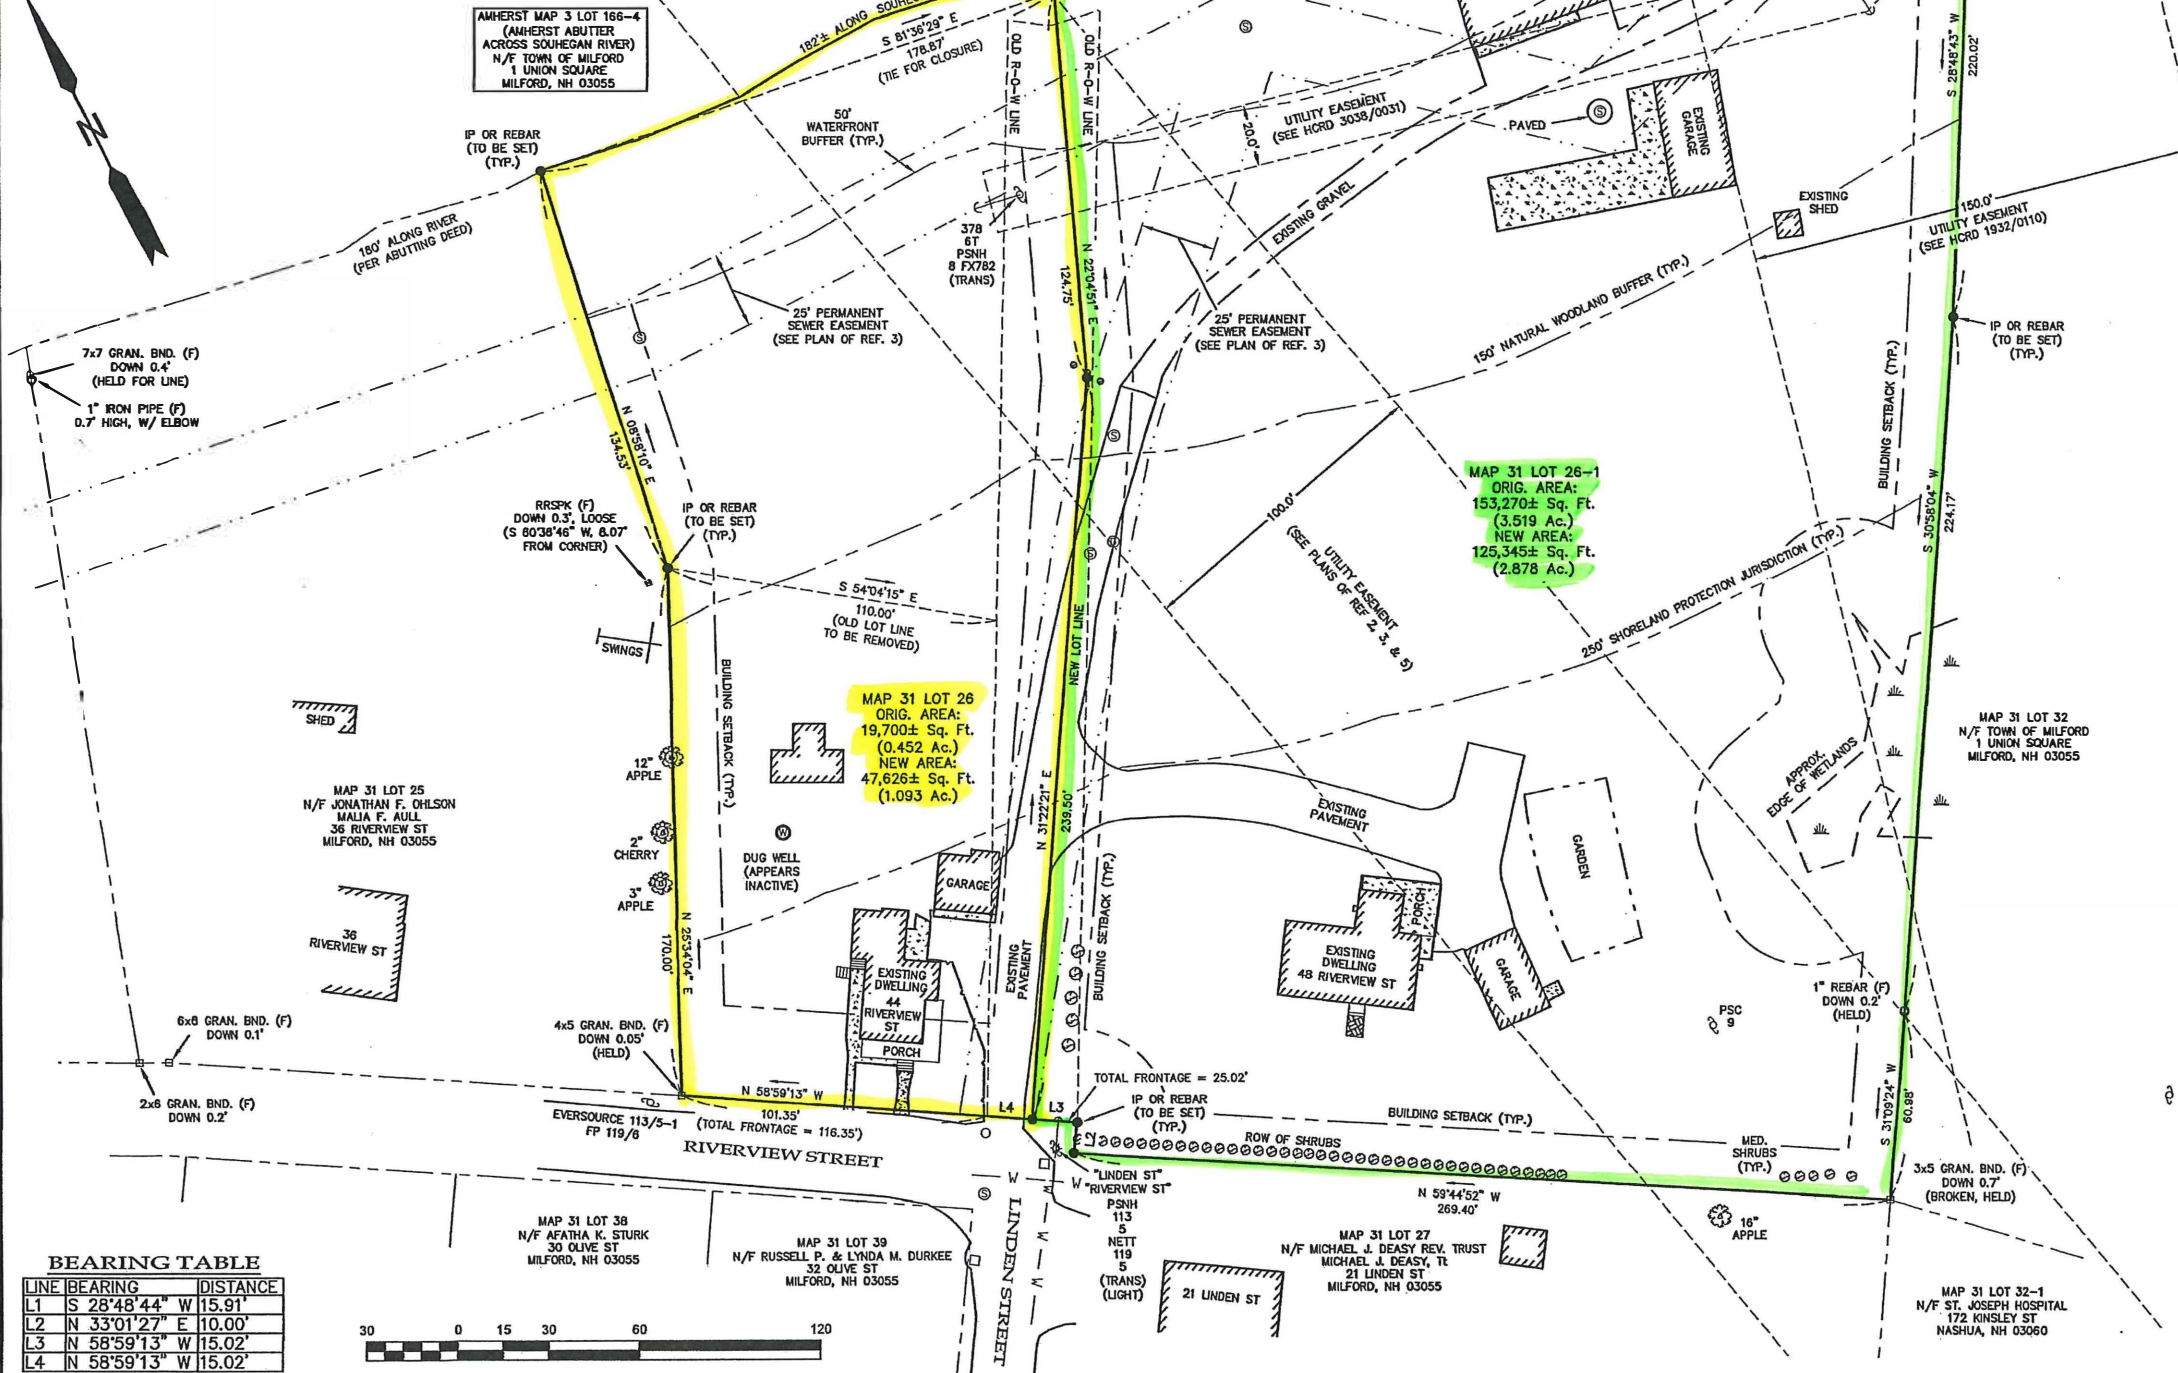 AMHERST MAP 3 LOT 166-4
(AMHERST ABUTTER
ACROSS SOUHEGAN RIVER)
N/F TOWN OF MILFORD
1 UNION SQUARE
MILFORD, NH 03055
182'± ALONG
S 81°36'29" E
178.87'
(TIE FOR CLOSURE)
OLD R-O-W LINE
OLD R-O-W LINE
S 28°48'43" W
220.02'
N
IP OR REBAR
(TO BE SET)
(TYP.)
50'
WATERFRONT
BUFFER (TYP.)
UTILITY EASEMENT
(SEE HCRD 3038/0031)
20.0'
PAVED
S
S
EXISTING
GARAGE
EXISTING
SHED
150.0'
UTILITY EASEMENT
(SEE HCRD 1932/0110)
180' ALONG RIVER
(PER ABUTTING DEED)
378
6T
PSNH
8 FX782
(TRANS)
EXISTING GRAVEL
N 22°04'51" E
124.75'
25' PERMANENT
SEWER EASEMENT
(SEE PLAN OF REF. 3)
25' PERMANENT
SEWER EASEMENT
(SEE PLAN OF REF. 3)
150' NATURAL WOODLAND BUFFER (TYP.)
IP OR REBAR
(TO BE SET)
(TYP.)
7x7 GRAN. BND. (F)
DOWN 0.4'
(HELD FOR LINE)
1" IRON PIPE (F)
0.7' HIGH, W/ ELBOW
S
N 08°58'10" E
134.53'
S
BUILDING SETBACK (TYP.)
MAP 31 LOT 26-1
ORIG. AREA:
153,270± Sq. Ft.
(3.519 Ac.)
NEW AREA:
125,345± Sq. Ft.
(2.878 Ac.)
100.0'
UTILITY EASEMENT
(SEE PLANS OF REF 2, 3, & 5)
S 30°58'04" W
224.17'
RRSPK (F)
DOWN 0.3', LOOSE
(S 60°38'46" W, 8.07'
FROM CORNER)
IP OR REBAR
(TO BE SET)
(TYP.)
S
S 54°04'15" E
110.00'
(OLD LOT LINE
TO BE REMOVED)
NEW LOT LINE
250' SHORELAND PROTECTION JURISDICTION (TYP.)
SWINGS
BUILDING SETBACK (TYP.)
MAP 31 LOT 26
ORIG. AREA:
19,700± Sq. Ft.
(0.452 Ac.)
NEW AREA:
47,626± Sq. Ft.
(1.093 Ac.)
SHED
MAP 31 LOT 32
N/F TOWN OF MILFORD
1 UNION SQUARE
MILFORD, NH 03055
12"
APPLE
APPROX.
EDGE OF WETLANDS
MAP 31 LOT 25
N/F JONATHAN F. OHLSON
MALIA F. AULL
36 RIVERVIEW ST
MILFORD, NH 03055
N 31°22'21" E
239.50'
EXISTING
PAVEMENT
GARDEN
2"
CHERRY
W
DUG WELL
(APPEARS
INACTIVE)
3"
APPLE
GARAGE
BUILDING SETBACK (TYP.)
PORCH
36
RIVERVIEW ST
N 25°34'04" E
170.00'
EXISTING
PAVEMENT
EXISTING
DWELLING
44
RIVERVIEW
ST
PORCH
EXISTING
DWELLING
48 RIVERVIEW ST
GARAGE
1" REBAR (F)
DOWN 0.2'
(HELD)
PSC
9
6x6 GRAN. BND. (F)
DOWN 0.1'
4x5 GRAN. BND. (F)
DOWN 0.05'
(HELD)
2x6 GRAN. BND. (F)
DOWN 0.2'
N 58°59'13" W
101.35'
(TOTAL FRONTAGE = 116.35')
L4
L3
L2
TOTAL FRONTAGE = 25.02'
IP OR REBAR
(TO BE SET)
(TYP.)
BUILDING SETBACK (TYP.)
ROW OF SHRUBS
MED.
SHRUBS
(TYP.)
S 31°09'24" W
60.98'
EVERSOURCE 113/5-1
FP 119/6
RIVERVIEW STREET
"LINDEN ST"
"RIVERVIEW ST"
PSNH
113
5
NETT
119
5
(TRANS)
(LIGHT)
N 59°44'52" W
269.40'
3x5 GRAN. BND. (F)
DOWN 0.7'
(BROKEN, HELD)
16"
APPLE
S
W
W
W
W
W
LINDEN STREET
MAP 31 LOT 38
N/F AFATHA K. STURK
30 OLIVE ST
MILFORD, NH 03055
MAP 31 LOT 39
N/F RUSSELL P. & LYNDA M. DURKEE
32 OLIVE ST
MILFORD, NH 03055
MAP 31 LOT 27
N/F MICHAEL J. DEASY REV. TRUST
MICHAEL J. DEASY, Tt
21 LINDEN ST
MILFORD, NH 03055
21 LINDEN ST
MAP 31 LOT 32-1
N/F ST. JOSEPH HOSPITAL
172 KINSLEY ST
NASHUA, NH 03060
BEARING TABLE
LINE BEARING DISTANCE
L1 S 28°48'44" W 15.91'
L2 N 33°01'27" E 10.00'
L3 N 58°59'13" W 15.02'
L4 N 58°59'13" W 15.02'
30 0 15 30 60 120